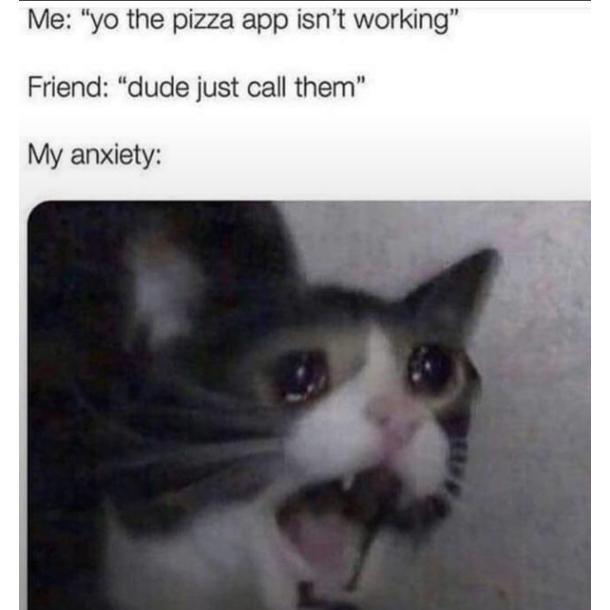 Me: “yo the pizza app isn’t working”
Friend: “dude just call them”
My anxiety: